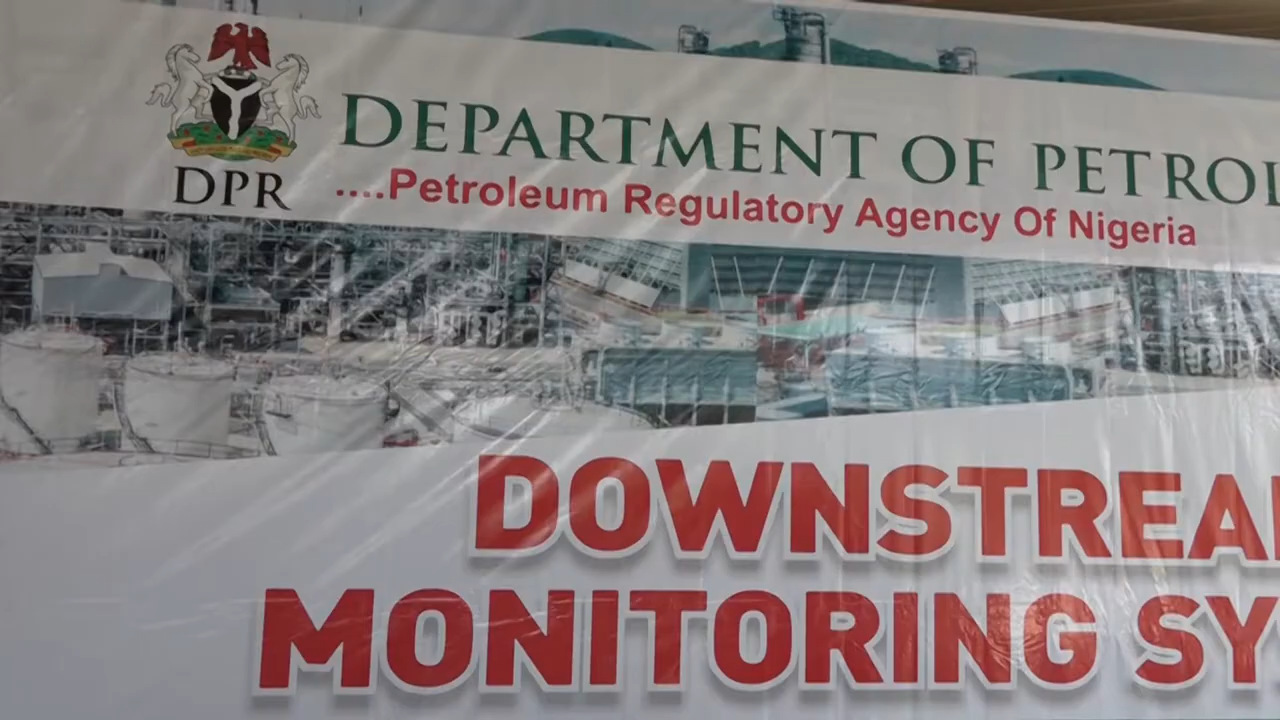 DEPARTMENT OF PETROL
DPR
....Petroleum Regulatory Agency Of Nigeria
DOWNSTREA
MONITORING SY